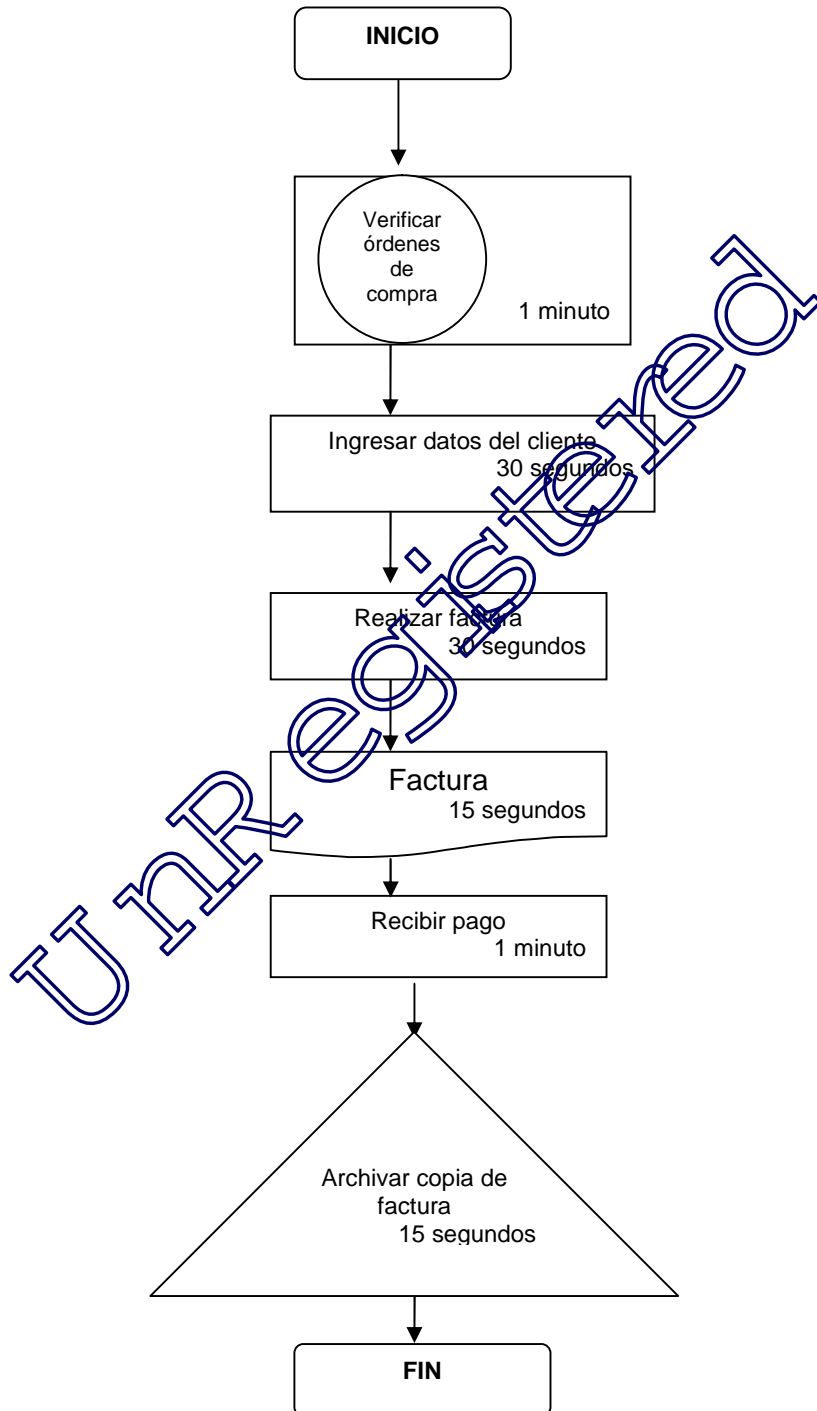 INICIO
Verificar
órdenes
de
compra
1 minuto
Ingresar datos del cliente
30 segundos
Realizar factura
30 segundos
Factura
15 segundos
Recibir pago
1 minuto
Archivar copia de
factura
15 segundos
FIN
UnRegistered